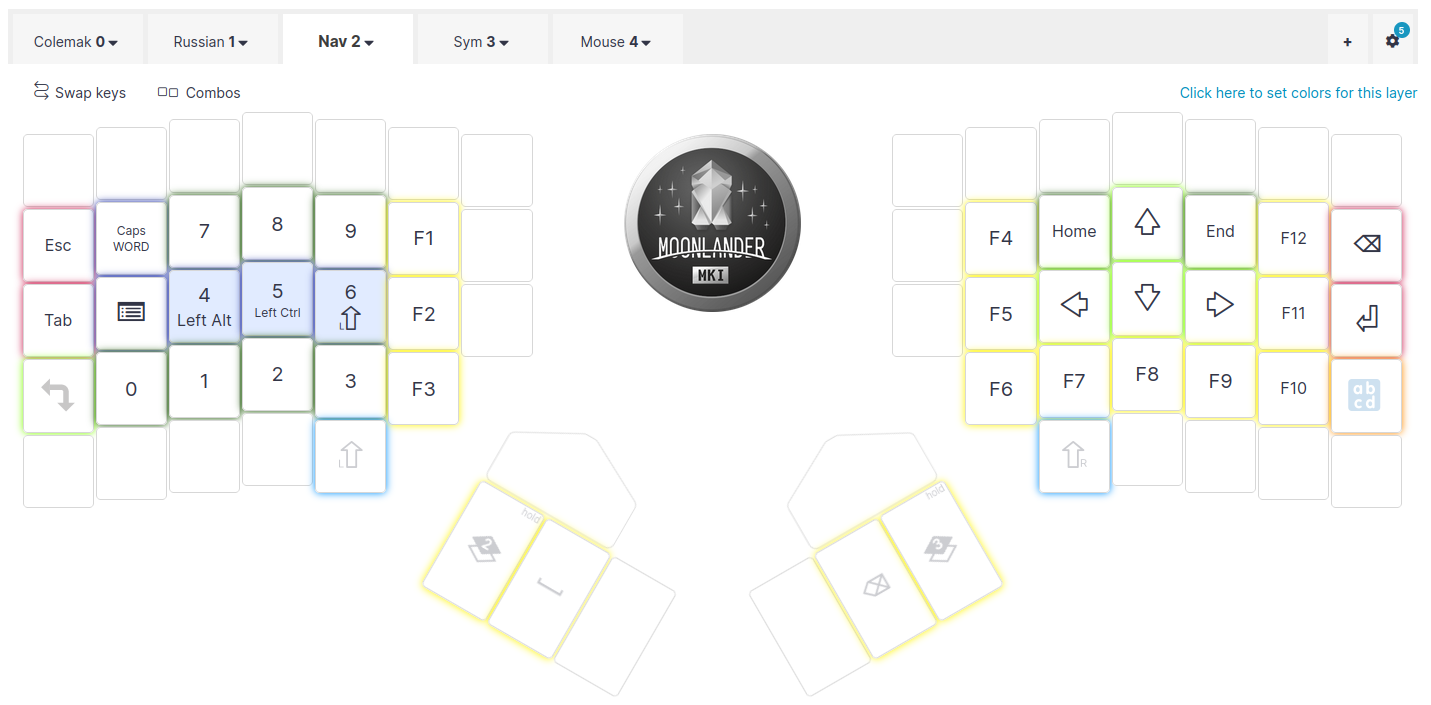 Colemak 0
Russian 1
Nav 2
Sym 3
Mouse 4
+
5
Swap keys
Combos
Click here to set colors for this layer
Esc
Caps
WORD
7
8
9
F1
Tab
4
Left Alt
5
Left Ctrl
6
L
F2
0
1
2
3
F3
L
hold
2
MOONLANDER
MKI
F4
Home
End
F12
F5
F11
F6
F7
F8
F9
F10
ab
cd
R
hold
3